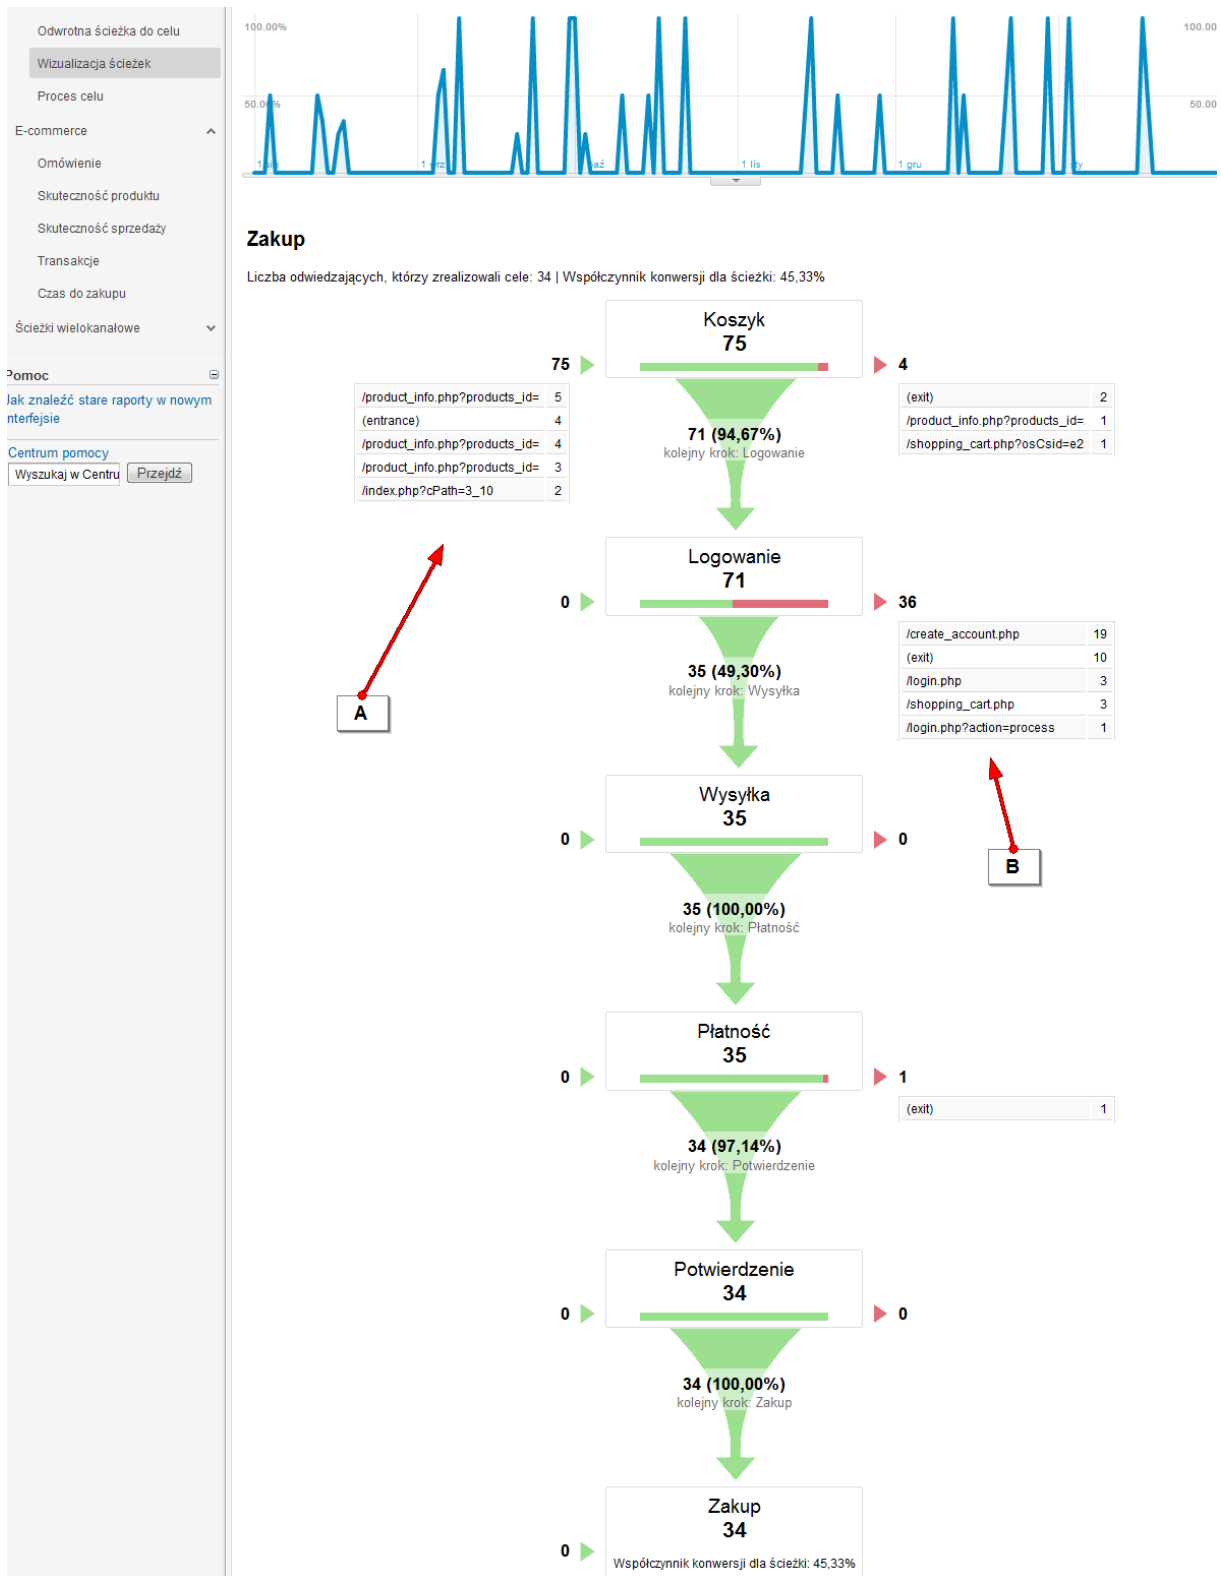 Odwrotna ścieżka do celu
Wizualizacja ścieżek
Proces celu
E-commerce
Omówienie
Skuteczność produktu
Skuteczność sprzedaży
Transakcje
Czas do zakupu
Ścieżki wielokanałowe
Pomoc
Jak znaleźć stare raporty w nowym
interfejsie
Centrum pomocy
Wyszukaj w Centru
Przejdź
100.00%
100.00
50.00%
50.00
1 wrz
paź
1 lis
1 gru
sty
Zakup
Liczba odwiedzających, którzy zrealizowali cele: 34 | Współczynnik konwersji dla ścieżki: 45,33%
Koszyk
75
75
4
/product_info.php?products_id= 5
(entrance) 4
/product_info.php?products_id= 4
/product_info.php?products_id= 3
/index.php?cPath=3_10 2
(exit) 2
/product_info.php?products_id= 1
/shopping_cart.php?osCsid=e2 1
71 (94,67%)
kolejny krok: Logowanie
Logowanie
71
0
36
/create_account.php 19
(exit) 10
/login.php 3
/shopping_cart.php 3
/login.php?action=process 1
35 (49,30%)
kolejny krok: Wysyłka
A
Wysyłka
35
0
0
B
35 (100,00%)
kolejny krok: Płatność
Płatność
35
0
1
(exit) 1
34 (97,14%)
kolejny krok: Potwierdzenie
Potwierdzenie
34
0
0
34 (100,00%)
kolejny krok: Zakup
Zakup
34
0
Współczynnik konwersji dla ścieżki: 45,33%